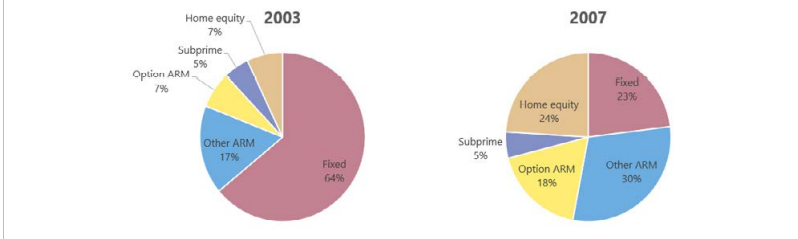 2003
Home equity
7%
Subprime
5%
Option ARM
7%
Other ARM
17%
Fixed
64%
2007
Fixed
23%
Home equity
24%
Subprime
5%
Option ARM
18%
Other ARM
30%